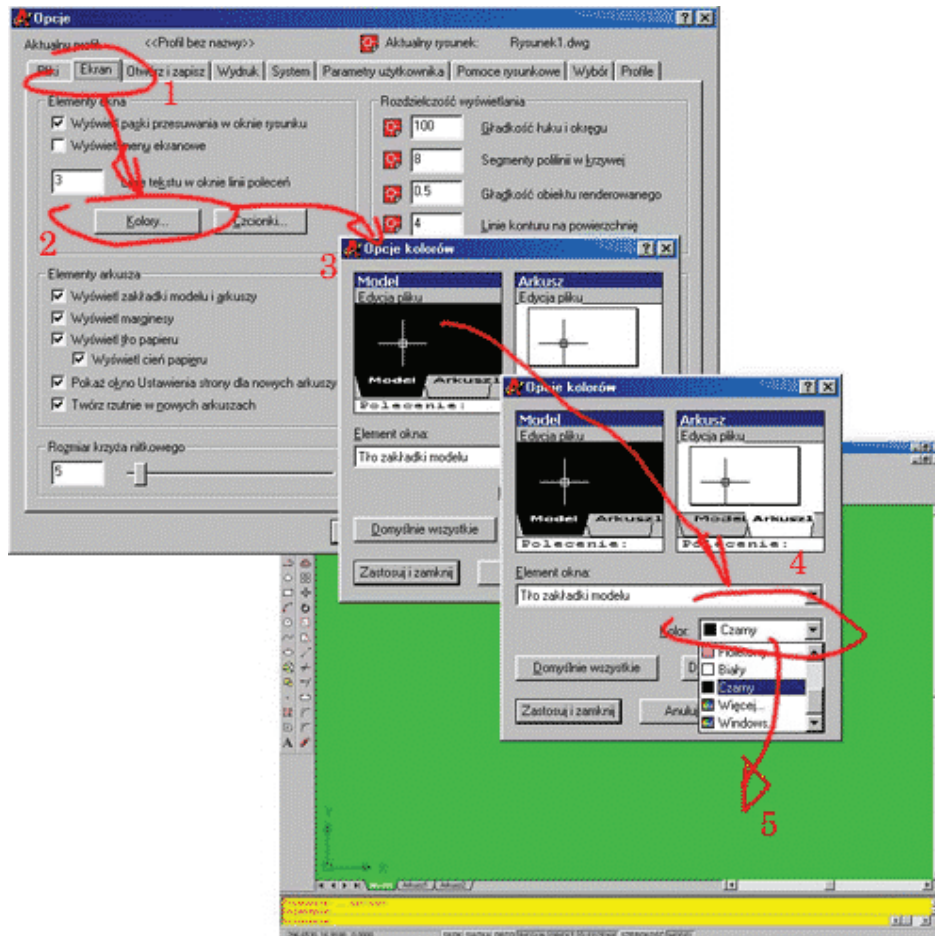 Opcje
Aktualny profil: <<Profil bez nazwy>> Aktualny rysunek: Rysunek1.dwg
Pliki Ekran Otwórz i zapisz Wydruk System Parametry użytkownika Pomoce rysunkowe Wybór Profile
1
Elementy okna
Wyświetl paski przesuwania w oknie rysunku
Wyświetl menu ekranowe
3 Linie tekstu w oknie linii poleceń
Kolory... Czcionki...
2
Rozdzielczość wyświetlania
100 Gładkość łuku i okręgu
8 Segmenty polilinii w krzywej
0.5 Gładkość obiektu renderowanego
4 Linie konturu na powierzchnię
3
Elementy arkusza
Wyświetl zakładki modelu i arkuszy
Wyświetl marginesy
Wyświetl tło papieru
Wyświetl cień papieru
Pokaż okno Ustawienia strony dla nowych arkuszy
Twórz rzutnie w nowych arkuszach
Rozmiar krzyża nitkowego
5
Opcje kolorów
Model Arkusz
Edycja pliku Edycja pliku
Model Arkusz1
Polecenie:
Element okna:
Tło zakładki modelu
Domyślnie wszystkie
Zastosuj i zamknij
Opcje kolorów
Model Arkusz
Edycja pliku Edycja pliku
Model Arkusz1 Model Arkusz1
Polecenie: Polecenie:
4
Element okna:
Tło zakładki modelu
Kolor: Czarny
Fioletowy
Domyślnie wszystkie D Biały
Czarny
Zastosuj i zamknij Anuluj Więcej...
Windows...
5
A
Y
X
Model Arkusz1 Arkusz2